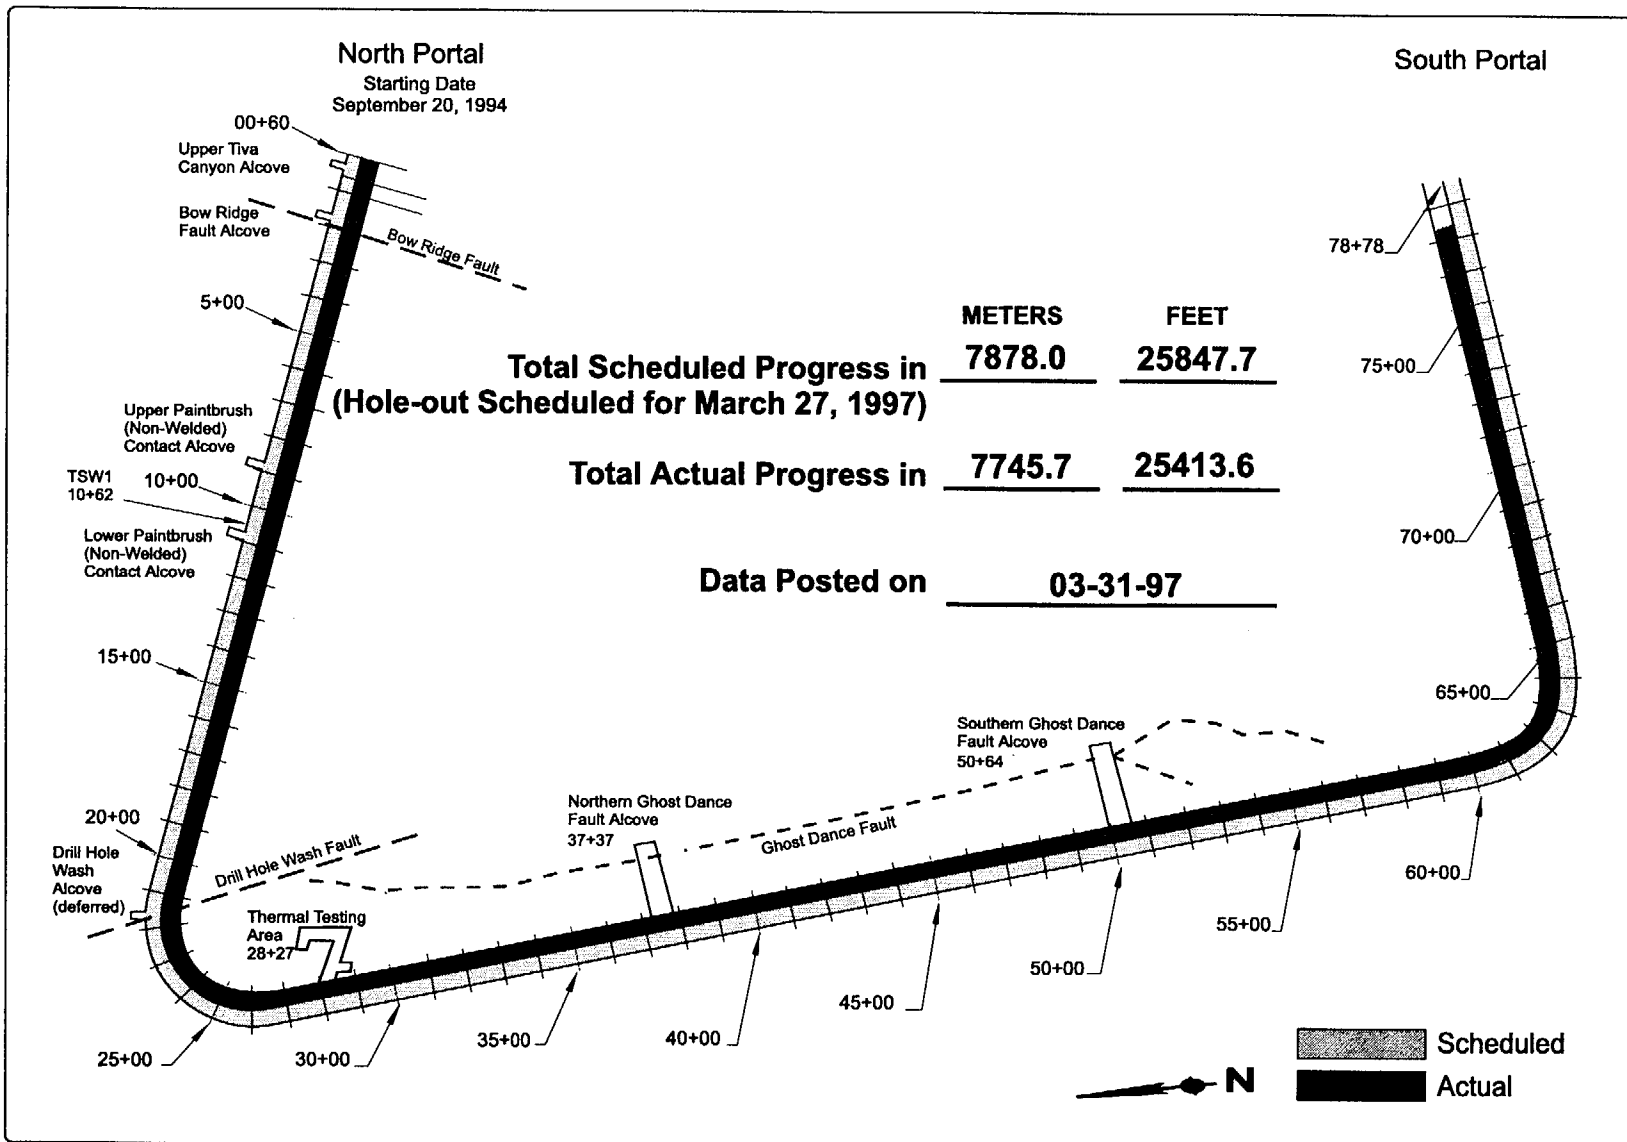 North Portal
Starting Date
September 20, 1994
South Portal
00+60
Upper Tiva
Canyon Alcove
Bow Ridge
Fault Alcove
Bow Ridge Fault
5+00
78+78
METERS FEET
Total Scheduled Progress in 7878.0 25847.7
(Hole-out Scheduled for March 27, 1997)
75+00
Upper Paintbrush
(Non-Welded)
Contact Alcove
TSW1
10+62
10+00
Total Actual Progress in 7745.7 25413.6
Lower Paintbrush
(Non-Welded)
Contact Alcove
70+00
Data Posted on 03-31-97
15+00
65+00
Southern Ghost Dance
Fault Alcove
50+64
20+00
Northern Ghost Dance
Fault Alcove
37+37
Ghost Dance Fault
Drill Hole Wash Fault
Drill Hole
Wash
Alcove
(deferred)
Thermal Testing
Area
28+27
60+00
55+00
50+00
45+00
40+00
35+00
30+00
25+00
N
Scheduled
Actual